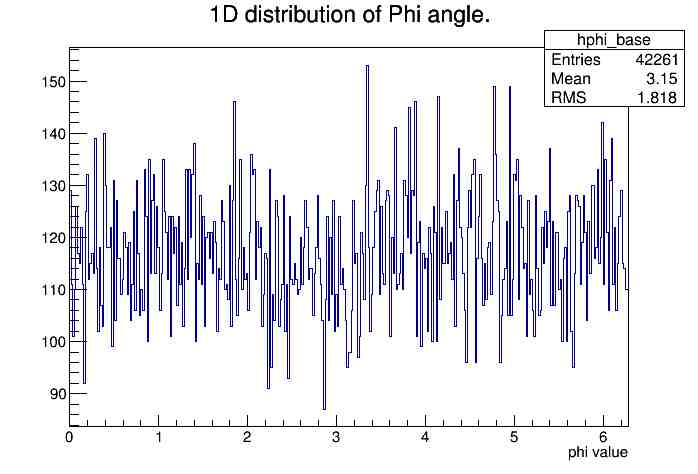 1D distribution of Phi angle.
hphi_base
Entries 42261
Mean 3.15
RMS 1.818
150
140
130
120
110
100
90
0 1 2 3 4 5 6
phi value